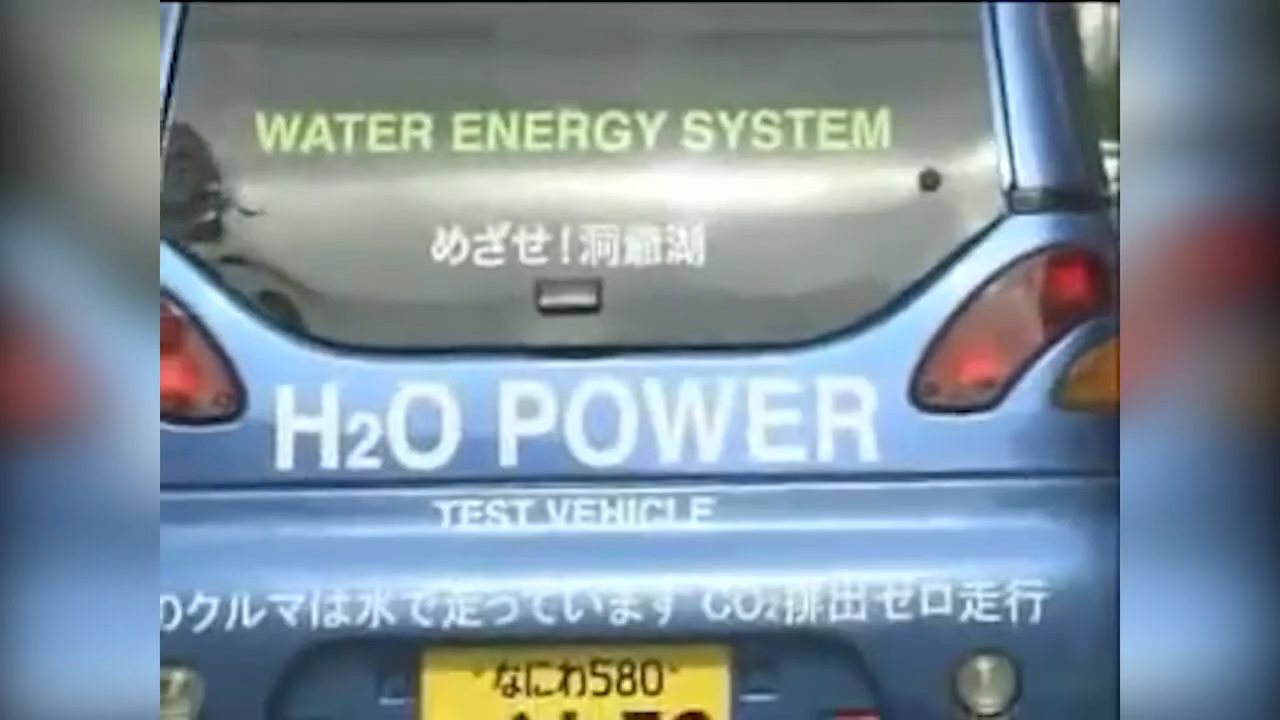 WATER ENERGY SYSTEM
めざせ!洞爺湖
H2O POWER
TEST VEHICLE
のクルマは水で走っています CO2排出ゼロ走行
なにわ580